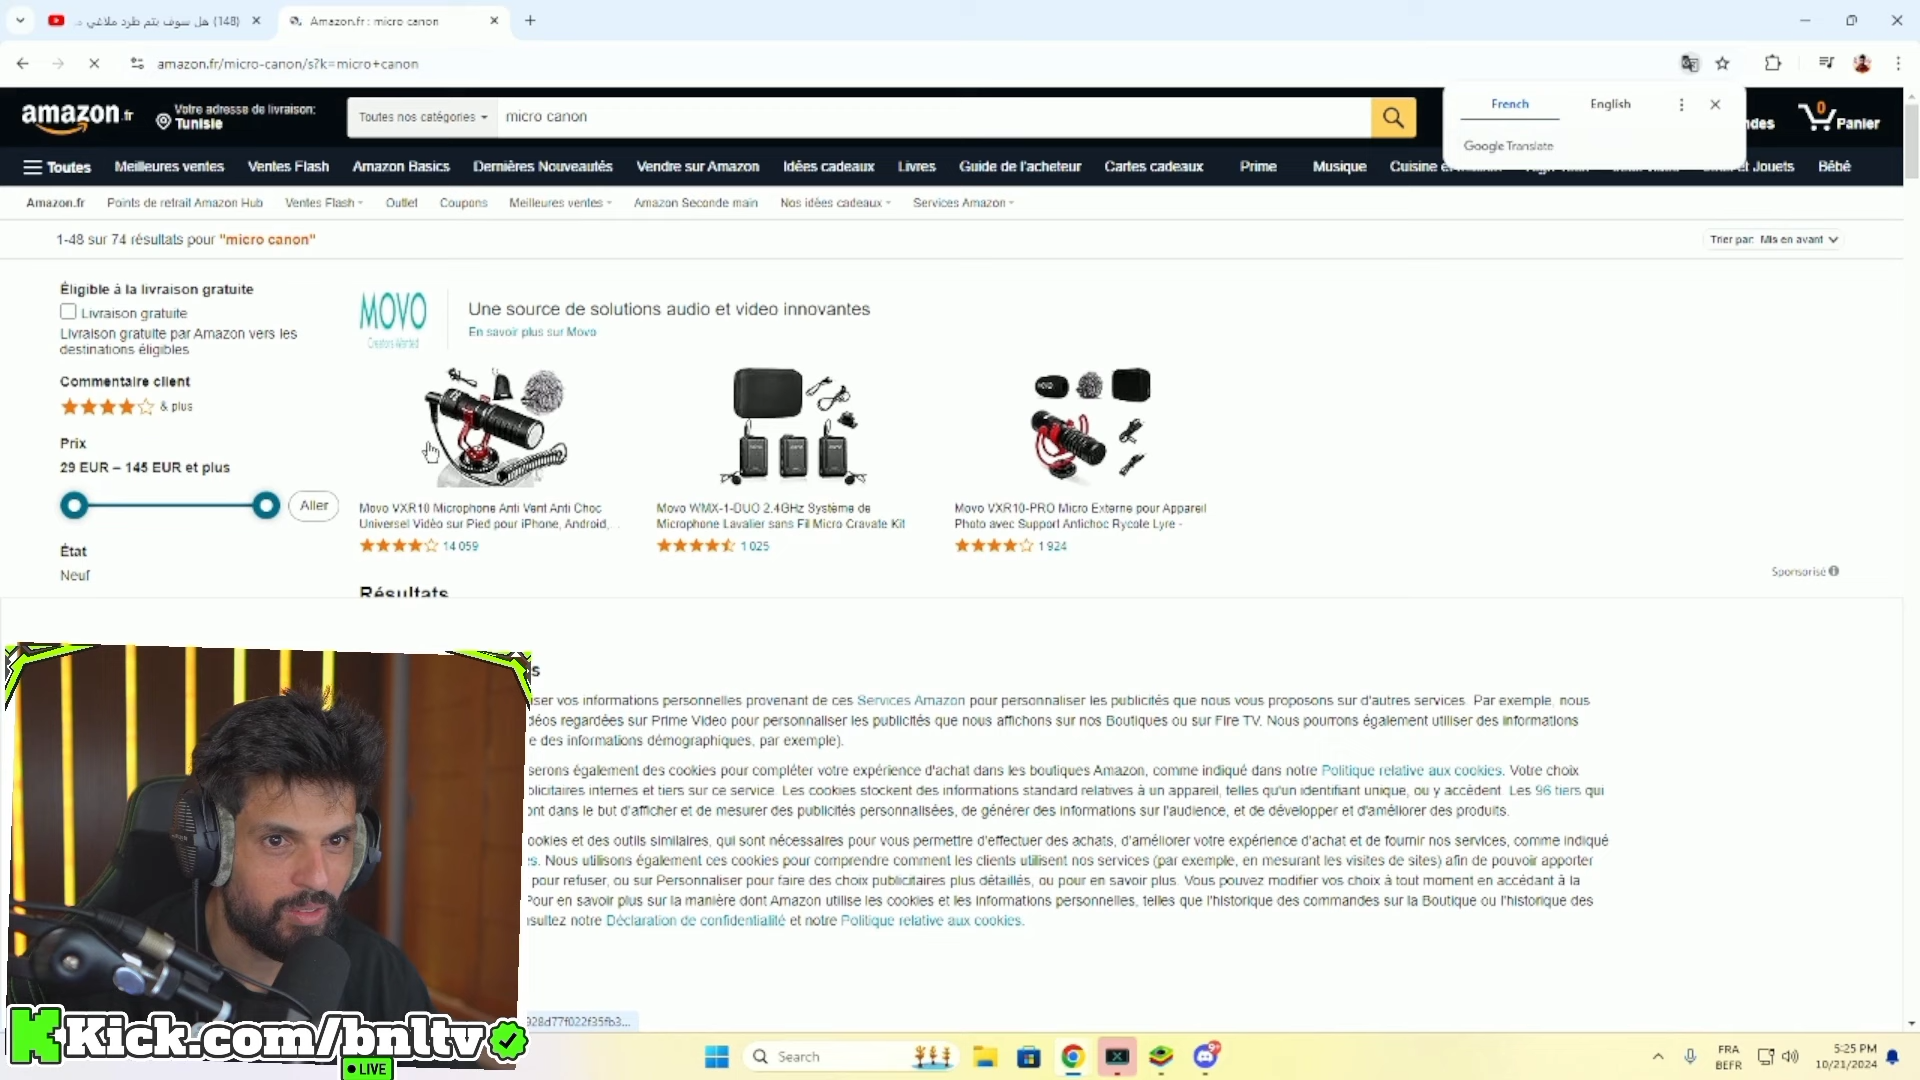 (148) هل سوف يتم طرد ملاغي د
Amazon.fr : micro canon
amazon.fr/micro-canon/s?k=micro+canon
French
English
Google Translate
amazon.fr
Votre adresse de livraison:
Tunisie
Toutes nos catégories
micro canon
ndes
0
Panier
Toutes
Meilleures ventes
Ventes Flash
Amazon Basics
Dernières Nouveautés
Vendre sur Amazon
Idées cadeaux
Livres
Guide de l'acheteur
Cartes cadeaux
Prime
Musique
Cuisine et
et Jouets
Bébé
Amazon.fr
Points de retrait Amazon Hub
Ventes Flash
Outlet
Coupons
Meilleures ventes
Amazon Seconde main
Nos idées cadeaux
Services Amazon
1-48 sur 74 résultats pour "micro canon"
Trier par: Mis en avant
Éligible à la livraison gratuite
Livraison gratuite
Livraison gratuite par Amazon vers les
destinations éligibles
Commentaire client
& plus
Prix
29 EUR – 145 EUR et plus
Aller
État
Neuf
MOVO
Creators Wanted
Une source de solutions audio et video innovantes
En savoir plus sur Movo
Movo VXR10 Microphone Anti Vent Anti Choc
Universel Vidéo sur Pied pour iPhone, Android,...
14 059
Movo WMX-1-DUO 2.4GHz Système de
Microphone Lavalier sans Fil Micro Cravate Kit
1 025
Movo VXR10-PRO Micro Externe pour Appareil
Photo avec Support Antichoc Rycote Lyre -
1 924
Sponsorisé
Résultats
s
iser vos informations personnelles provenant de ces Services Amazon pour personnaliser les publicités que nous vous proposons sur d'autres services. Par exemple, nous
déos regardées sur Prime Video pour personnaliser les publicités que nous affichons sur nos Boutiques ou sur Fire TV. Nous pourrons également utiliser des informations
e des informations démographiques, par exemple).
serons également des cookies pour compléter votre expérience d'achat dans les boutiques Amazon, comme indiqué dans notre Politique relative aux cookies. Votre choix
blicitaires internes et tiers sur ce service. Les cookies stockent des informations standard relatives à un appareil, telles qu'un identifiant unique, ou y accèdent. Les 96 tiers qui
ont dans le but d'afficher et de mesurer des publicités personnalisées, de générer des informations sur l'audience, et de développer et d'améliorer des produits.
ookies et des outils similaires, qui sont nécessaires pour vous permettre d'effectuer des achats, d'améliorer votre expérience d'achat et de fournir nos services, comme indiqué
es. Nous utilisons également ces cookies pour comprendre comment les clients utilisent nos services (par exemple, en mesurant les visites de sites) afin de pouvoir apporter
pour refuser, ou sur Personnaliser pour faire des choix publicitaires plus détaillés, ou pour en savoir plus. Vous pouvez modifier vos choix à tout moment en accédant à la
Pour en savoir plus sur la manière dont Amazon utilise les cookies et les informations personnelles, telles que l'historique des commandes sur la Boutique ou l'historique des
nsultez notre Déclaration de confidentialité et notre Politique relative aux cookies.
928d77f022f35fb3...
Kick.com/bnltv
LIVE
Search
9+
FRA
BEFR
5:25 PM
10/21/2024